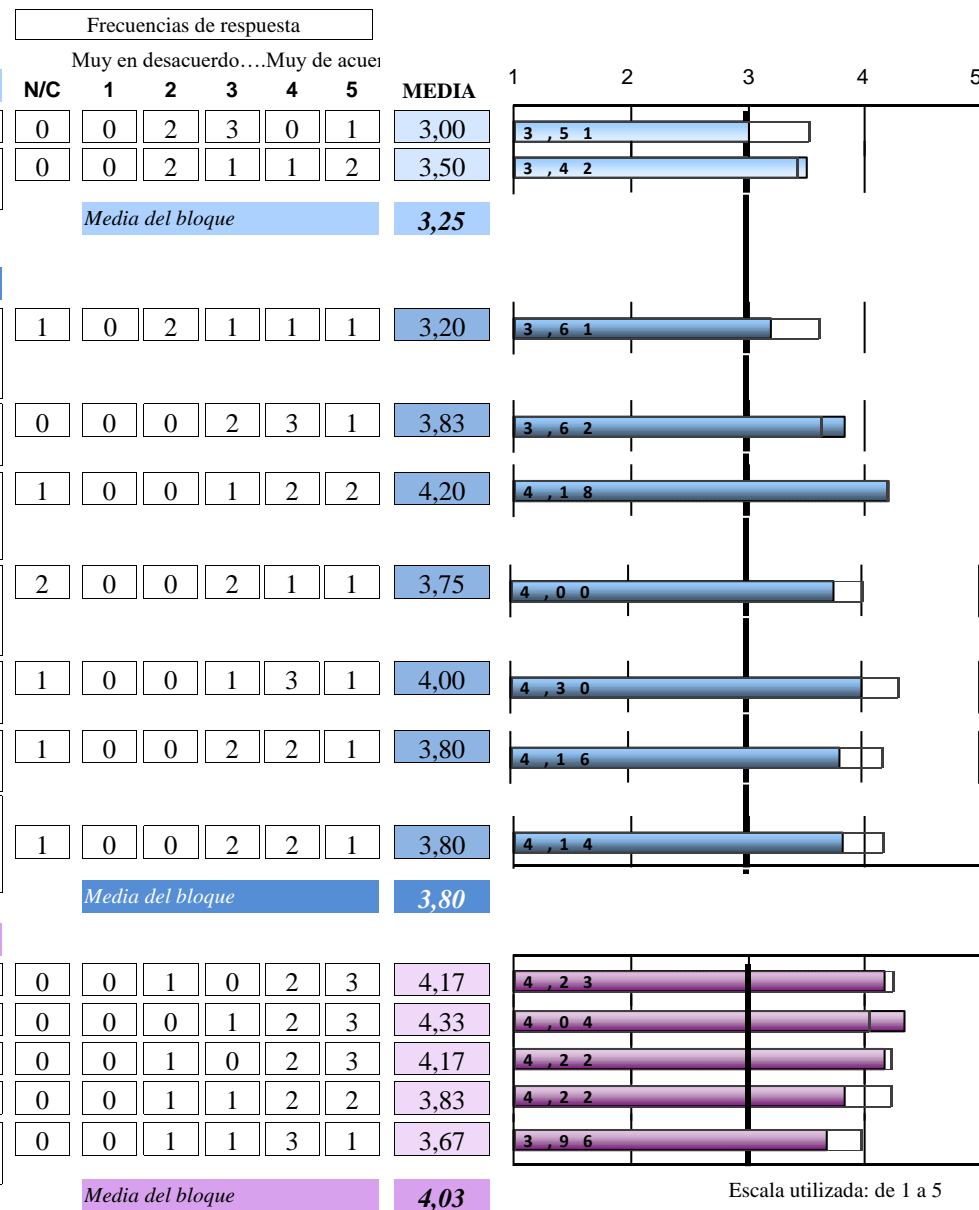 Frecuencias de respuesta
Muy en desacuerdo….Muy de acuer
N/C 1 2 3 4 5 MEDIA 1 2 3 4 5
0 0 2 3 0 1 3,00 3,51
0 0 2 1 1 2 3,50 3,42
Media del bloque 3,25
1 0 2 1 1 1 3,20 3,61
0 0 0 2 3 1 3,83 3,62
1 0 0 1 2 2 4,20 4,18
2 0 0 2 1 1 3,75 4,00
1 0 0 1 3 1 4,00 4,30
1 0 0 2 2 1 3,80 4,16
1 0 0 2 2 1 3,80 4,14
Media del bloque 3,80
0 0 1 0 2 3 4,17 4,23
0 0 0 1 2 3 4,33 4,04
0 0 1 0 2 3 4,17 4,22
0 0 1 1 2 2 3,83 4,22
0 0 1 1 3 1 3,67 3,96
Media del bloque 4,03 Escala utilizada: de 1 a 5